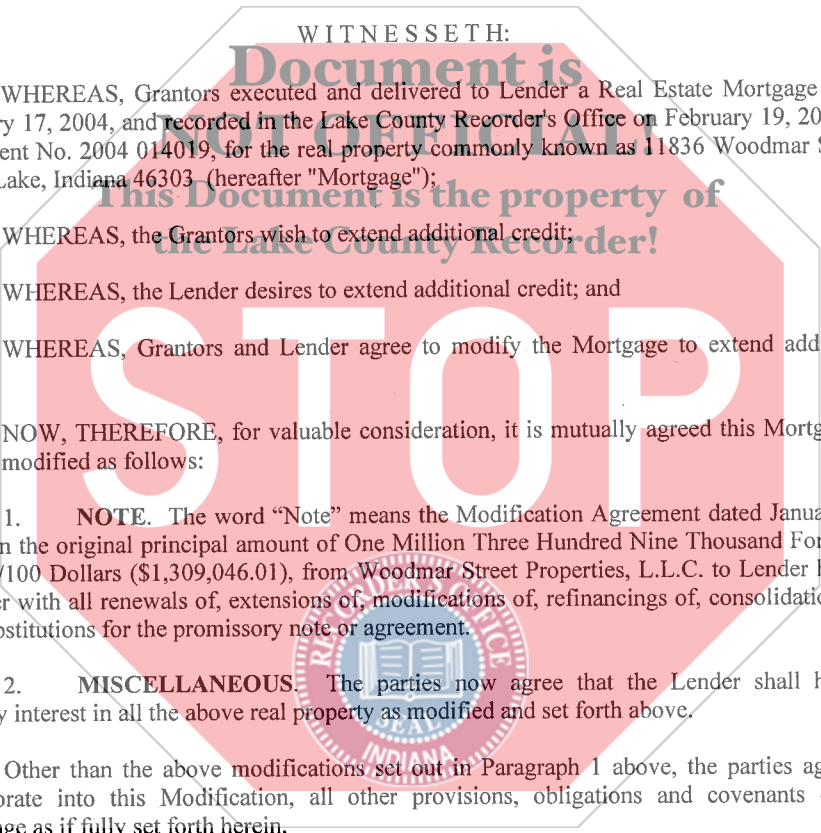 WITNESSETH:
Document is
WHEREAS, Grantors executed and delivered to Lender a Real Estate Mortgage
ry 17, 2004, and recorded in the Lake County Recorder's Office on February 19, 20
NOT OFFICIAL!
ent No. 2004 014019, for the real property commonly known as 11836 Woodmar S
Lake, Indiana 46303 (hereafter "Mortgage");
This Document is the property of
WHEREAS, the Grantors wish to extend additional credit;
the Lake County Recorder!
WHEREAS, the Lender desires to extend additional credit; and
STOP
WHEREAS, Grantors and Lender agree to modify the Mortgage to extend add
NOW, THEREFORE, for valuable consideration, it is mutually agreed this Mortg
modified as follows:
1. NOTE. The word “Note” means the Modification Agreement dated Janua
n the original principal amount of One Million Three Hundred Nine Thousand For
/100 Dollars ($1,309,046.01), from Woodmar Street Properties, L.L.C. to Lender
r with all renewals of, extensions of, modifications of, refinancings of, consolidatio
bstitutions for the promissory note or agreement.
RECORDER'S OFFICE
SEAL
INDIANA
2. MISCELLANEOUS. The parties now agree that the Lender shall h
y interest in all the above real property as modified and set forth above.
Other than the above modifications set out in Paragraph 1 above, the parties ag
orate into this Modification, all other provisions, obligations and covenants
age as if fully set forth herein.